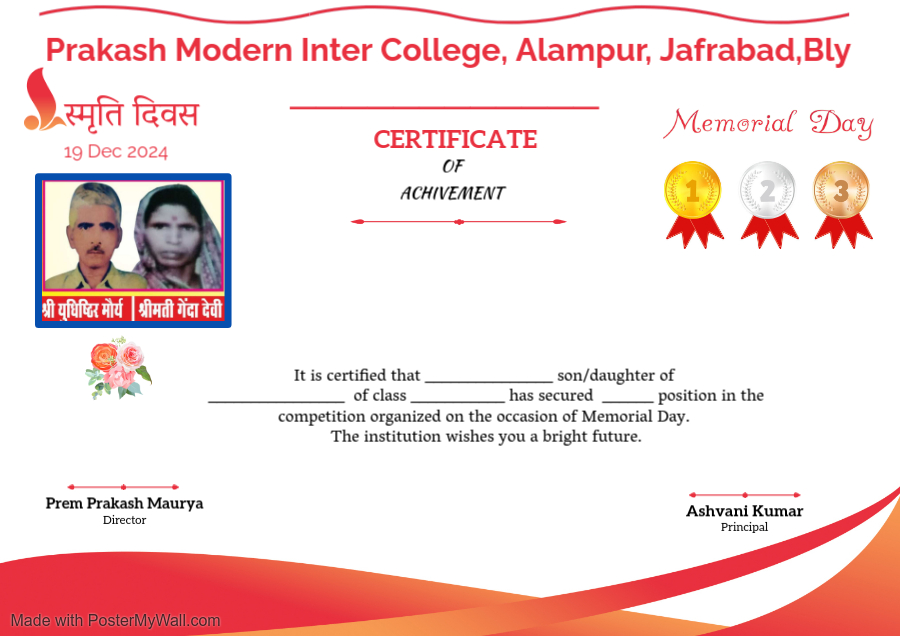 Prakash Modern Inter College, Alampur, Jafrabad,Bly
स्मृति दिवस
19 Dec 2024
CERTIFICATE
OF
ACHIVEMENT
Memorial Day
1 2 3
श्री युधिष्ठिर मौर्य | श्रीमती गेंदा देवी
It is certified that _______________ son/daughter of
________________ of class ___________ has secured ______ position in the
competition organized on the occasion of Memorial Day.
The institution wishes you a bright future.
Prem Prakash Maurya
Director
Ashvani Kumar
Principal
Made with PosterMyWall.com